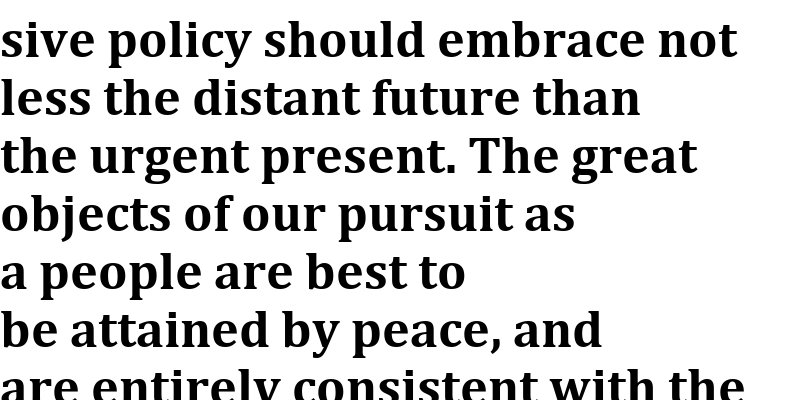 sive policy should embrace not
less the distant future than
the urgent present. The great
objects of our pursuit as
a people are best to
be attained by peace, and
are entirely consistent with the